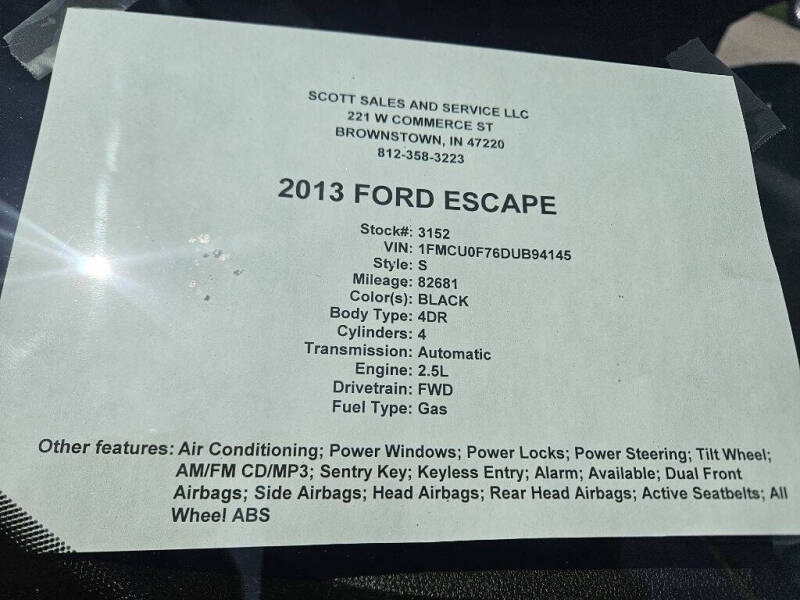 SCOTT SALES AND SERVICE LLC
221 W COMMERCE ST
BROWNSTOWN, IN 47220
812-358-3223
2013 FORD ESCAPE
Stock#: 3152
VIN: 1FMCU0F76DUB94145
Style: S
Mileage: 82681
Color(s): BLACK
Body Type: 4DR
Cylinders: 4
Transmission: Automatic
Engine: 2.5L
Drivetrain: FWD
Fuel Type: Gas
Other features: Air Conditioning; Power Windows; Power Locks; Power Steering; Tilt Wheel;
AM/FM CD/MP3; Sentry Key; Keyless Entry; Alarm; Available; Dual Front
Airbags; Side Airbags; Head Airbags; Rear Head Airbags; Active Seatbelts; All
Wheel ABS